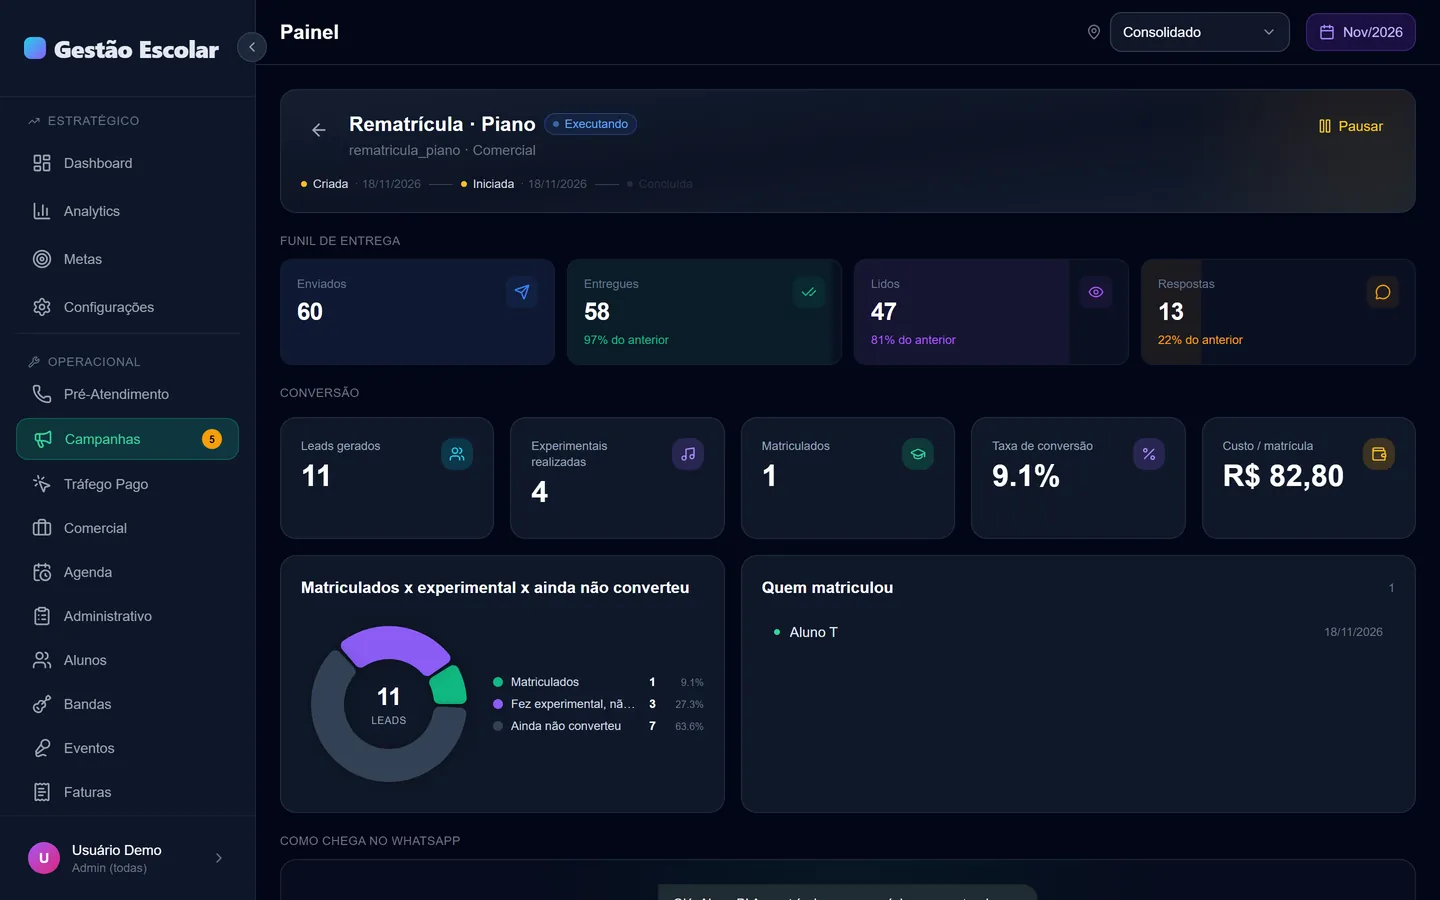 Gestão Escolar
Painel
Consolidado
Nov/2026
ESTRATÉGICO
Dashboard
Analytics
Metas
Configurações
OPERACIONAL
Pré-Atendimento
Campanhas 5
Tráfego Pago
Comercial
Agenda
Administrativo
Alunos
Bandas
Eventos
Faturas
U
Usuário Demo
Admin (todas)
Rematrícula · Piano
Executando
Pausar
rematricula_piano · Comercial
Criada · 18/11/2026 Iniciada · 18/11/2026 Concluída
FUNIL DE ENTREGA
Enviados
60
Entregues
58
97% do anterior
Lidos
47
81% do anterior
Respostas
13
22% do anterior
CONVERSÃO
Leads gerados
11
Experimentais
realizadas
4
Matriculados
1
Taxa de conversão
9.1%
Custo / matrícula
R$ 82,80
Matriculados x experimental x ainda não converteu
11
LEADS
Matriculados 1 9.1%
Fez experimental, nã... 3 27.3%
Ainda não converteu 7 63.6%
Quem matriculou 1
Aluno T 18/11/2026
COMO CHEGA NO WHATSAPP